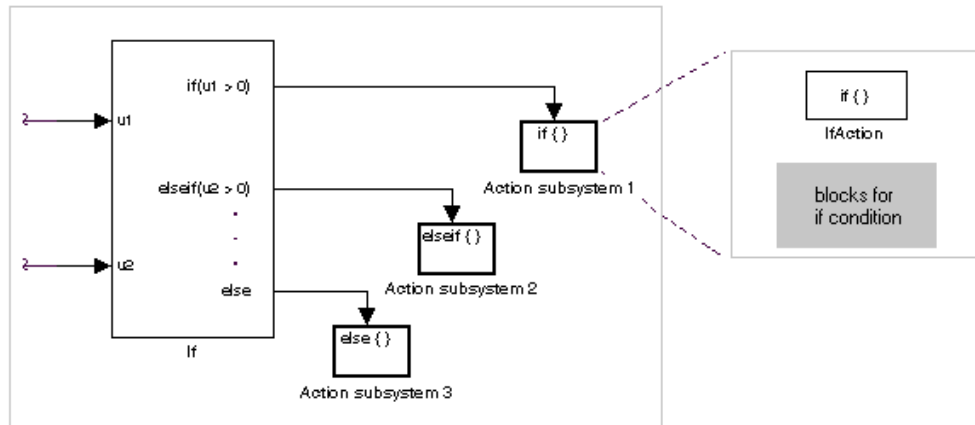 if(u1 > 0)
u1
elseif(u2 > 0)
u2
else
If
if { }
Action subsystem 1
elseif { }
Action subsystem 2
else { }
Action subsystem 3
if { }
IfAction
blocks for
if condition